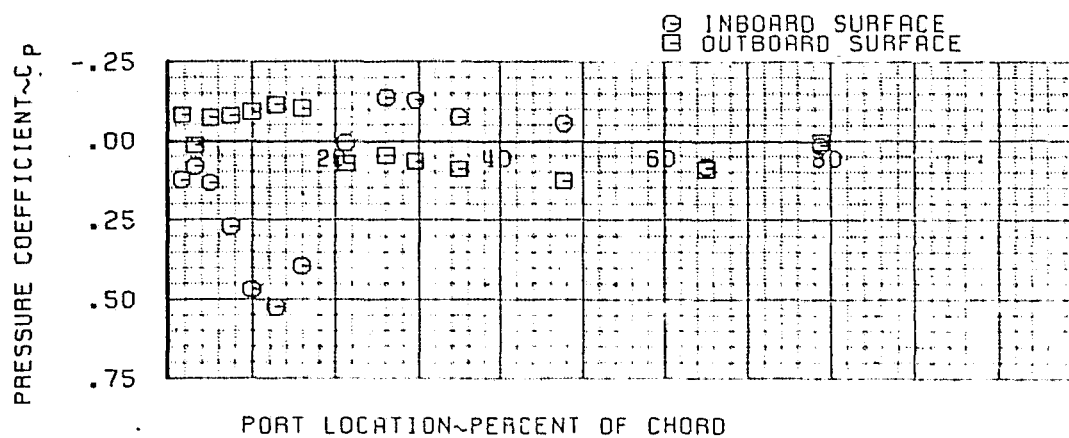 INBOARD SURFACE
OUTBOARD SURFACE
PRESSURE COEFFICIENT~CP
-.25
.00
.25
.50
.75
20
40
60
80
PORT LOCATION~PERCENT OF CHORD